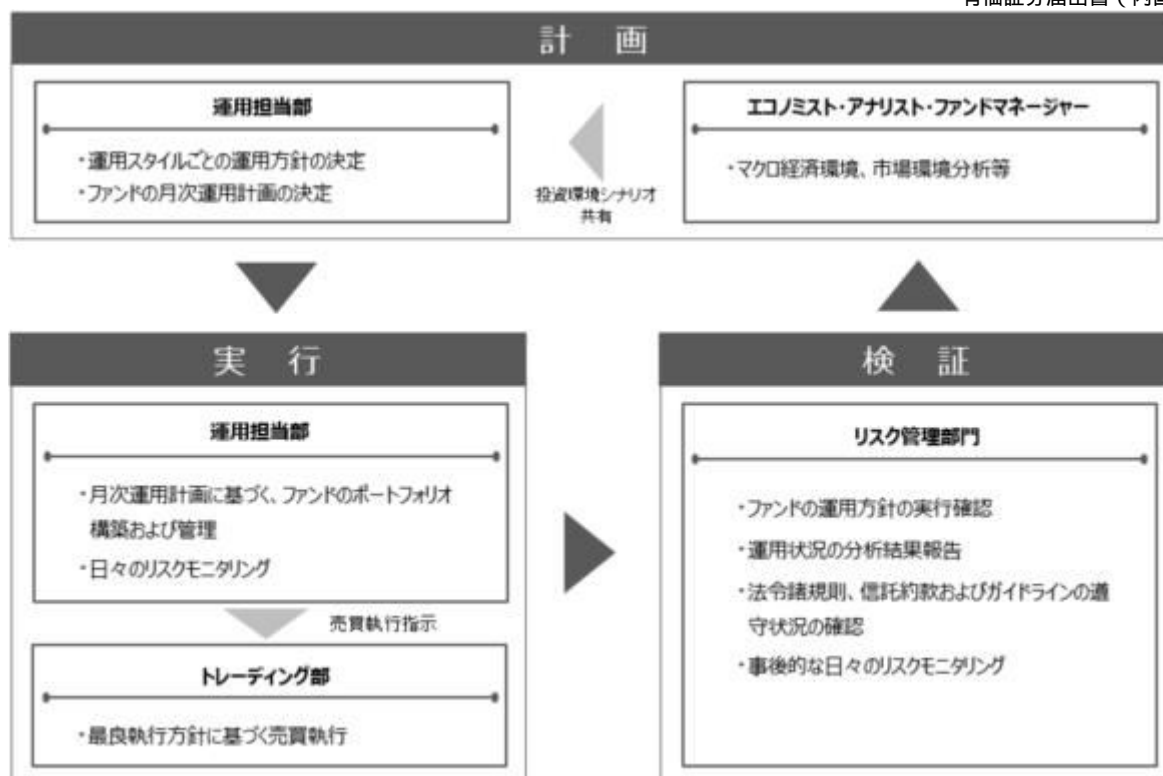 計 画
運用担当部
・運用スタイルごとの運用方針の決定
・ファンドの月次運用計画の決定
投資環境シナリオ
共有
エコノミスト・アナリスト・ファンドマネージャー
・マクロ経済環境、市場環境分析等
実 行
運用担当部
・月次運用計画に基づく、ファンドのポートフォリオ
構築および管理
・日々のリスクモニタリング
売買執行指示
トレーディング部
・最良執行方針に基づく売買執行
検 証
リスク管理部門
・ファンドの運用方針の実行確認
・運用状況の分析結果報告
・法令諸規則、信託約款およびガイドラインの遵
守状況の確認
・事後的な日々のリスクモニタリング